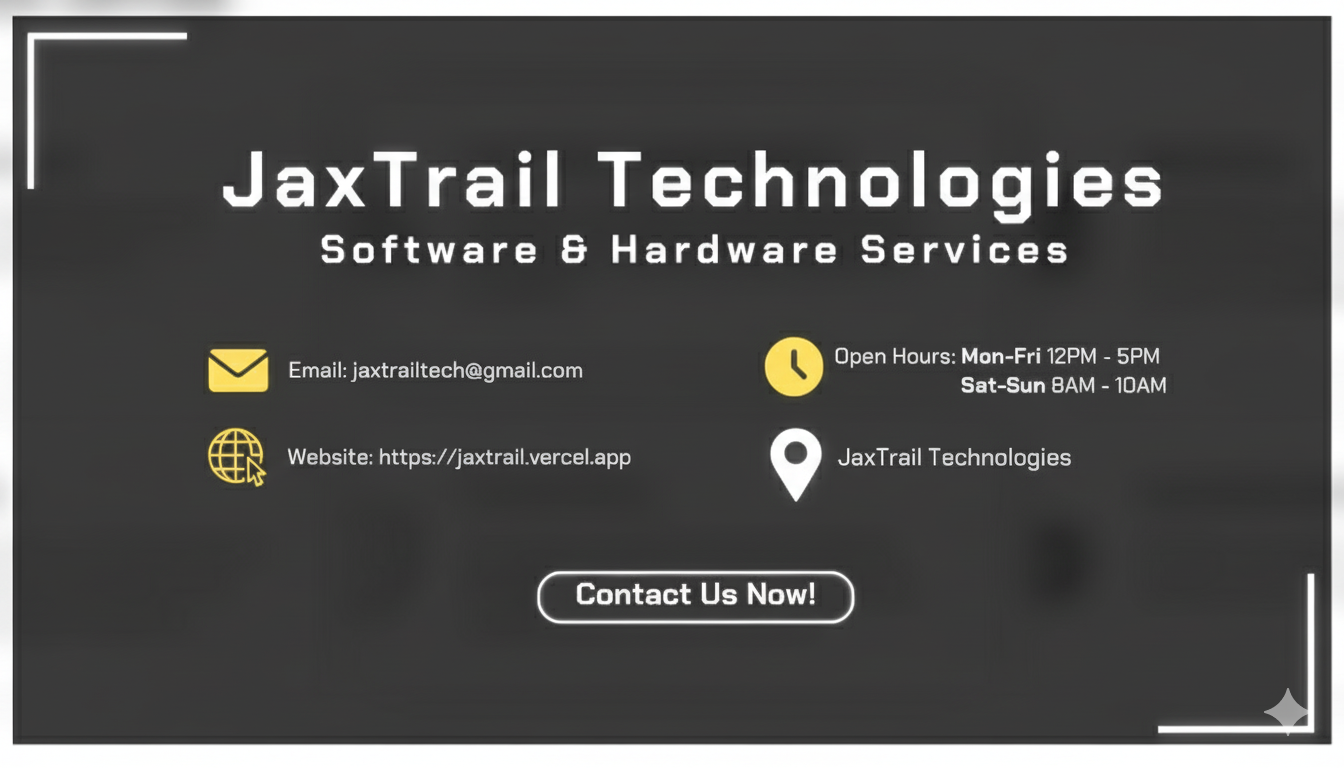 JaxTrail Technologies
Software & Hardware Services
Email: jaxtrailtech@gmail.com
Open Hours: Mon-Fri 12PM - 5PM
Sat-Sun 8AM - 10AM
Website: https://jaxtrail.vercel.app
JaxTrail Technologies
Contact Us Now!